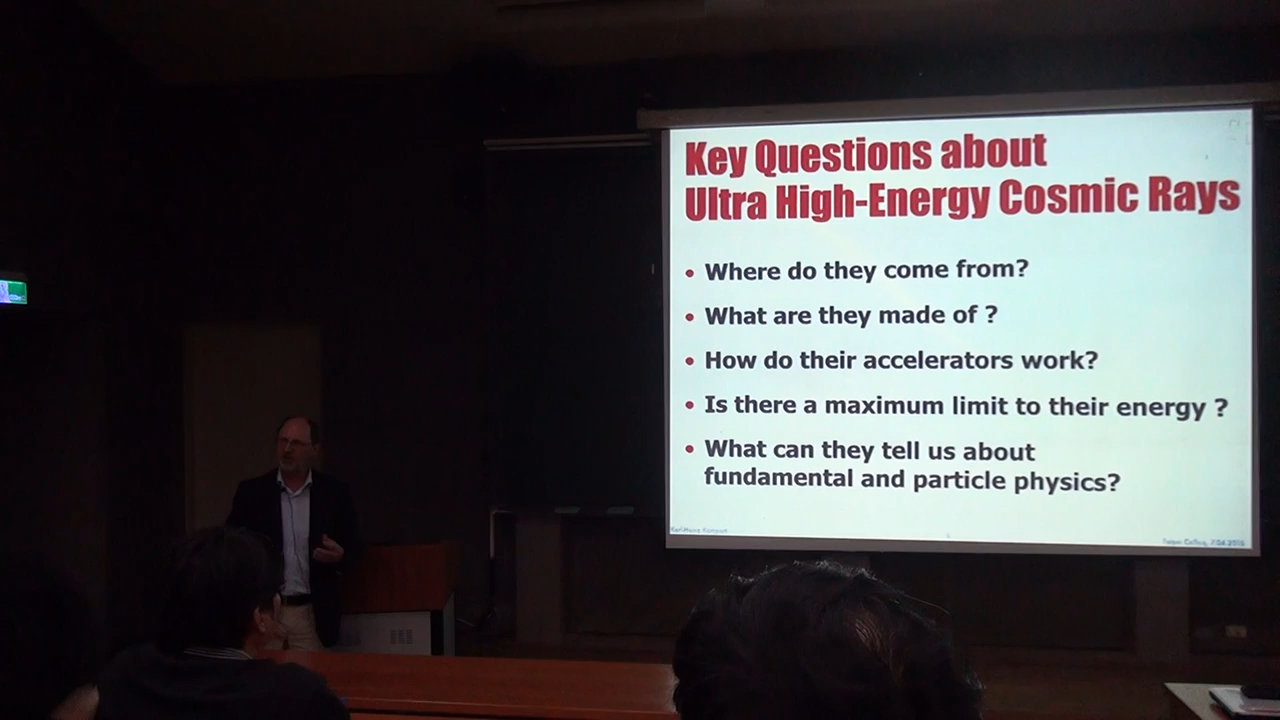 Key Questions about
Ultra High-Energy Cosmic Rays
• Where do they come from?
• What are they made of ?
• How do their accelerators work?
• Is there a maximum limit to their energy ?
• What can they tell us about
fundamental and particle physics?